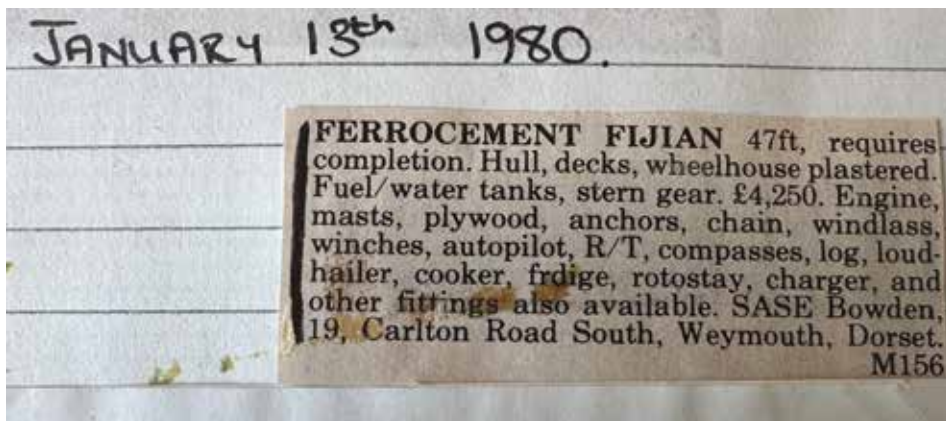 JANUARY 13th 1980.
FERROCEMENT FIJIAN 47ft, requires
completion. Hull, decks, wheelhouse plastered.
Fuel/water tanks, stern gear. £4,250. Engine,
masts, plywood, anchors, chain, windlass,
winches, autopilot, R/T, compasses, log, loud-
hailer, cooker, frdige, rotostay, charger, and
other fittings also available. SASE Bowden,
19, Carlton Road South, Weymouth, Dorset.
M156